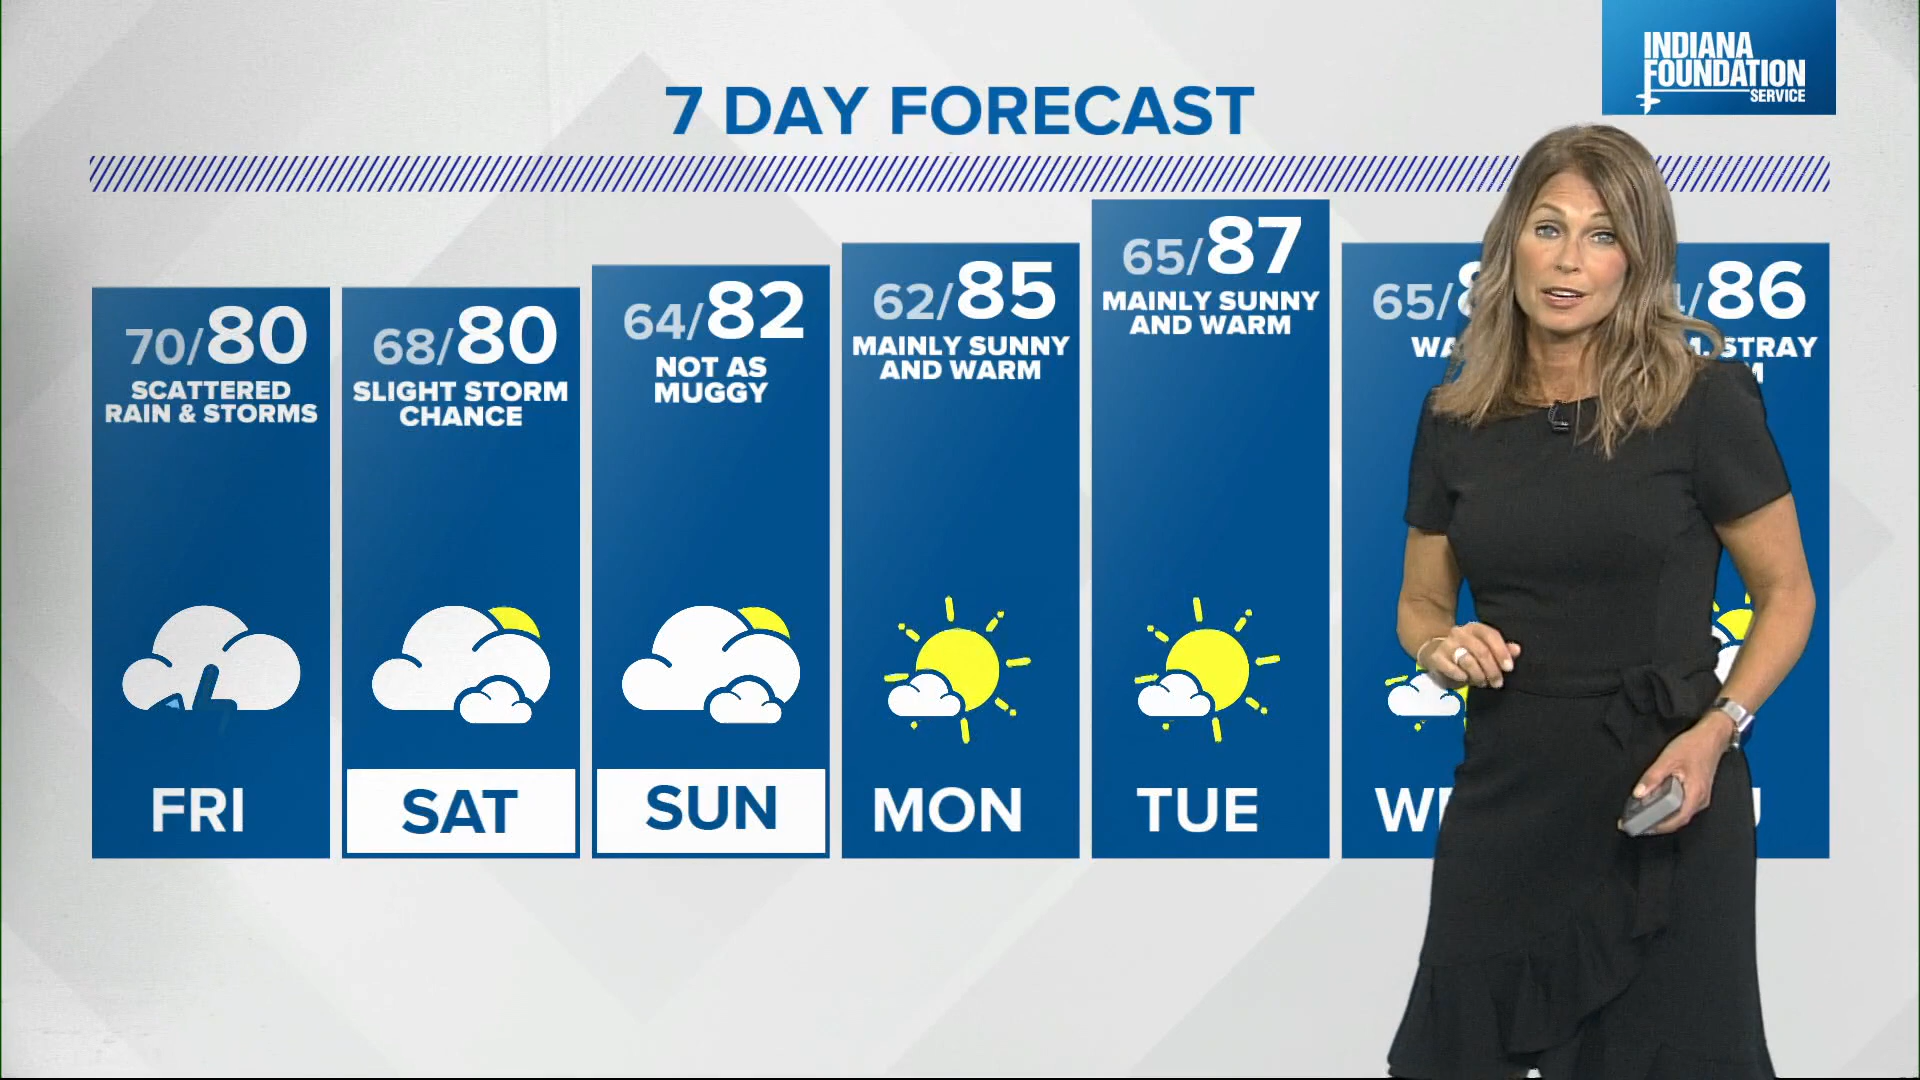 INDIANA
FOUNDATION
SERVICE
7 DAY FORECAST
70/80
SCATTERED
RAIN & STORMS
FRI
68/80
SLIGHT STORM
CHANCE
SAT
64/82
NOT AS
MUGGY
SUN
62/85
MAINLY SUNNY
AND WARM
MON
65/87
MAINLY SUNNY
AND WARM
TUE
65/
/86
STRAY